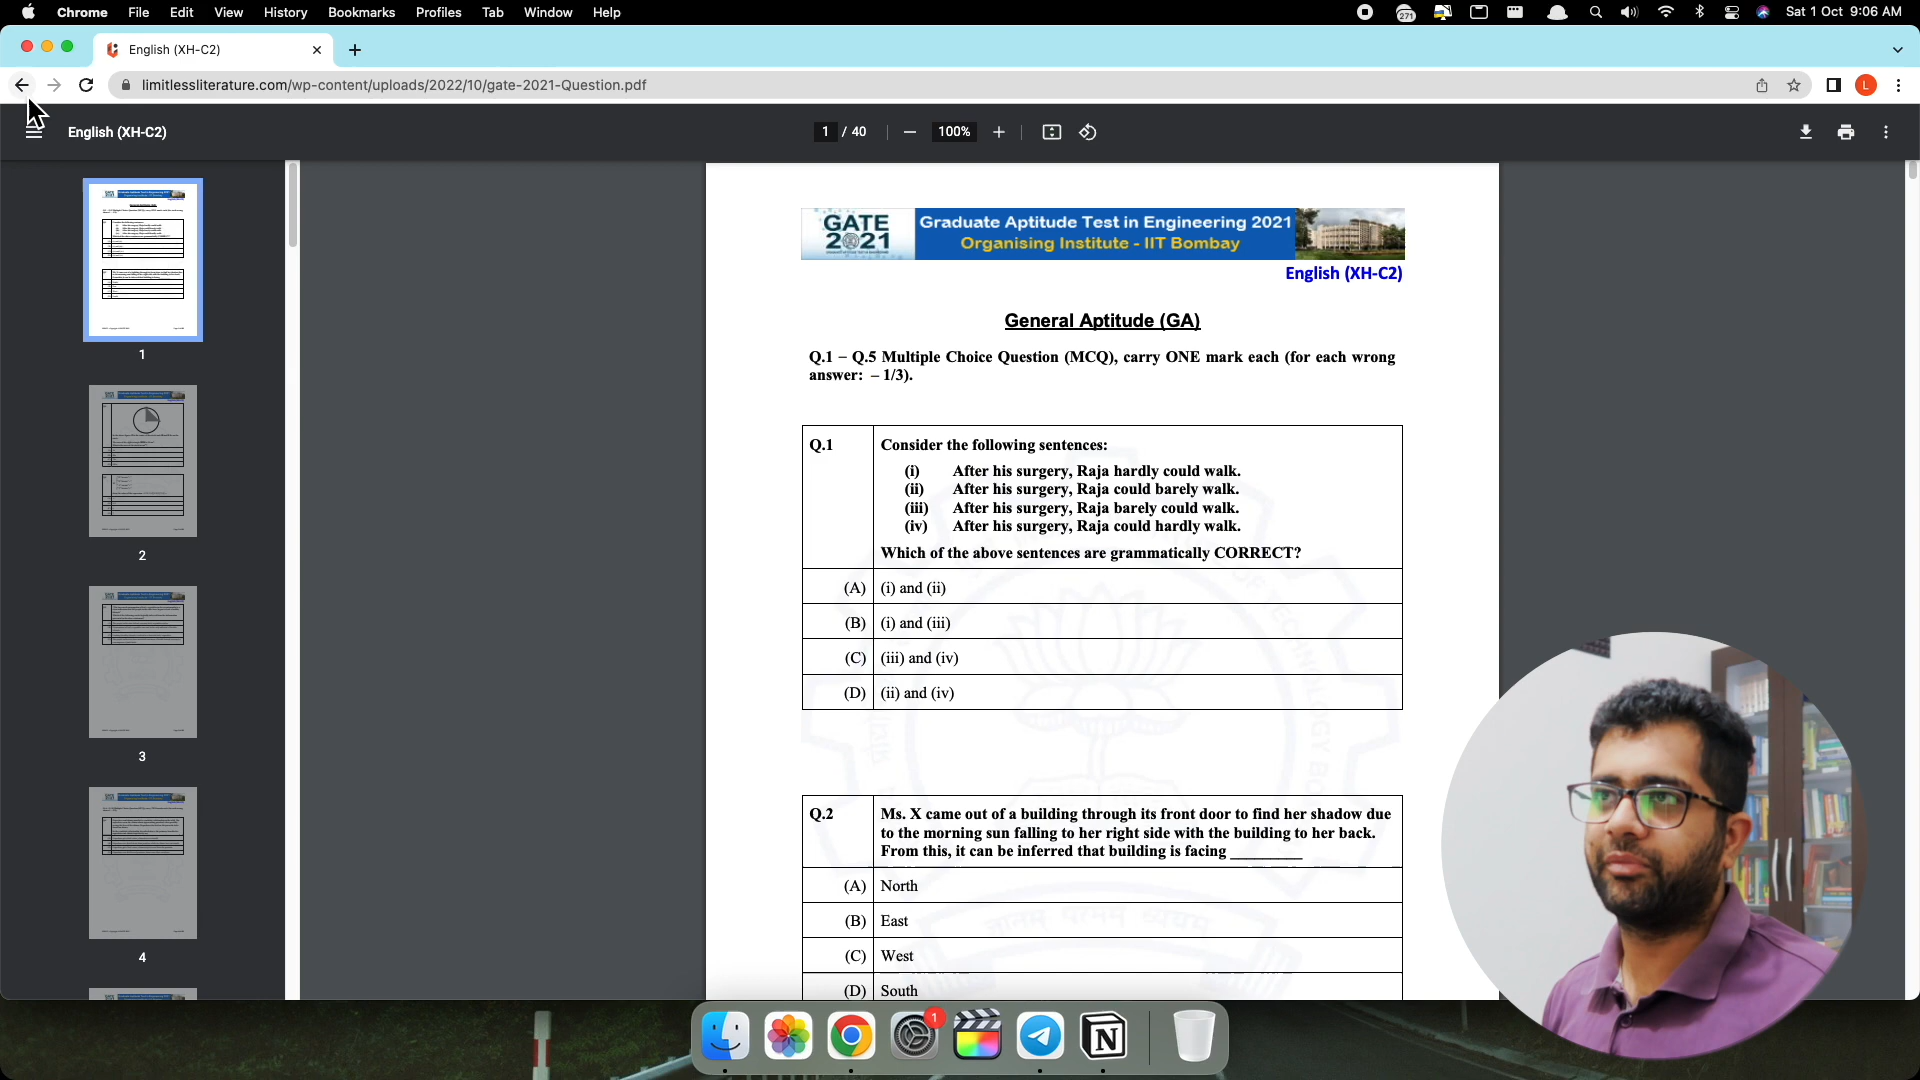 Chrome File Edit View History Bookmarks Profiles Tab Window Help
271
Sat 1 Oct 9:06 AM
English (XH-C2)
limitlessliterature.com/wp-content/uploads/2022/10/gate-2021-Question.pdf
L
English (XH-C2)
1 / 40
100%
1
2
3
4
GATE
2021
Graduate Aptitude Test in Engineering 2021
Organising Institute - IIT Bombay
English (XH-C2)
General Aptitude (GA)
Q.1 – Q.5 Multiple Choice Question (MCQ), carry ONE mark each (for each wrong
answer: – 1/3).
Q.1 Consider the following sentences:
(i) After his surgery, Raja hardly could walk.
(ii) After his surgery, Raja could barely walk.
(iii) After his surgery, Raja barely could walk.
(iv) After his surgery, Raja could hardly walk.
Which of the above sentences are grammatically CORRECT?
(A) (i) and (ii)
(B) (i) and (iii)
(C) (iii) and (iv)
(D) (ii) and (iv)
Q.2 Ms. X came out of a building through its front door to find her shadow due
to the morning sun falling to her right side with the building to her back.
From this, it can be inferred that building is facing _________
(A) North
(B) East
(C) West
(D) South
1
N